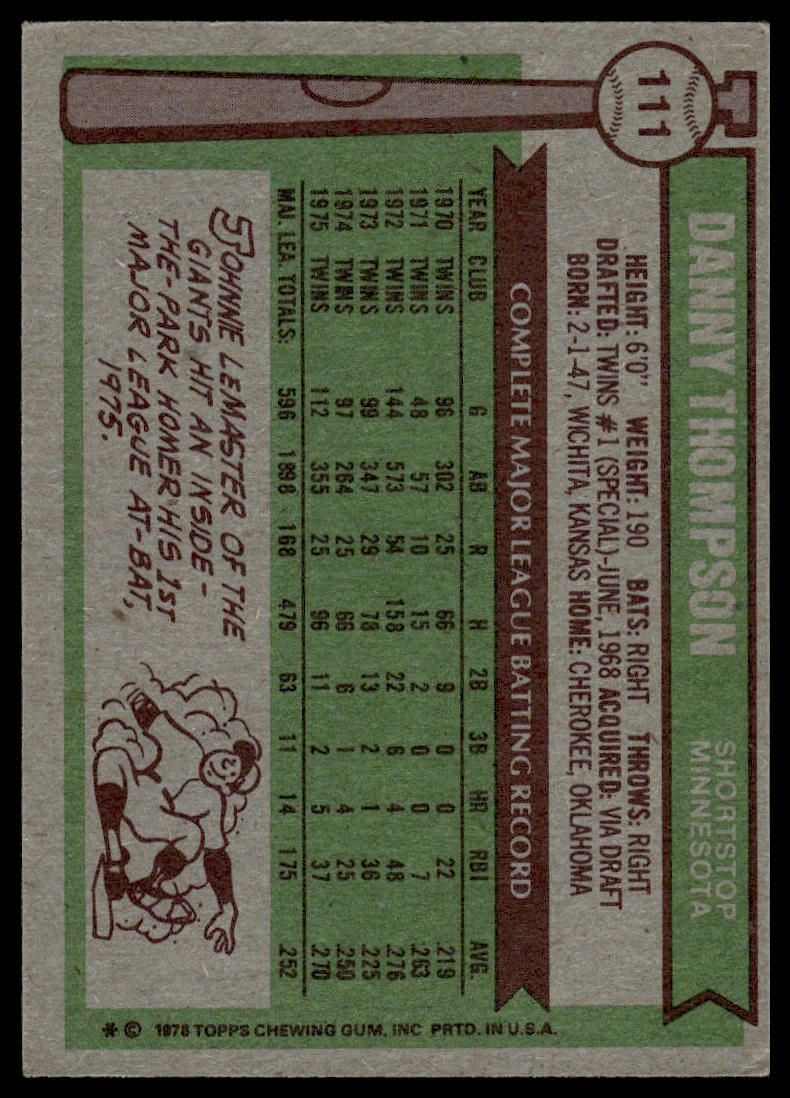 111
DANNY THOMPSON
SHORTSTOP
MINNESOTA
HEIGHT: 6'0" WEIGHT: 190 BATS: RIGHT THROWS: RIGHT
DRAFTED: TWINS #1 (SPECIAL)-JUNE, 1968 ACQUIRED: VIA DRAFT
BORN: 2-1-47, WICHITA, KANSAS HOME: CHEROKEE, OKLAHOMA
COMPLETE MAJOR LEAGUE BATTING RECORD
YEAR CLUB G AB R H 2B 3B HR RBI AVG.
1970 TWINS 96 302 25 66 9 0 0 22 .219
1971 TWINS 48 57 10 15 2 0 0 7 .263
1972 TWINS 144 573 54 158 22 6 4 48 .276
1973 TWINS 99 347 29 78 13 2 1 36 .225
1974 TWINS 97 264 25 66 6 1 4 25 .250
1975 TWINS 112 355 25 96 11 2 5 37 .270
MAJ. LEA. TOTALS: 596 1898 168 479 63 11 14 175 .252
JOHNNIE LEMASTER OF THE
GIANTS HIT AN INSIDE-
THE-PARK HOMER HIS 1ST
MAJOR LEAGUE AT-BAT,
1975.
* © 1976 TOPPS CHEWING GUM, INC PRTD. IN U.S.A.